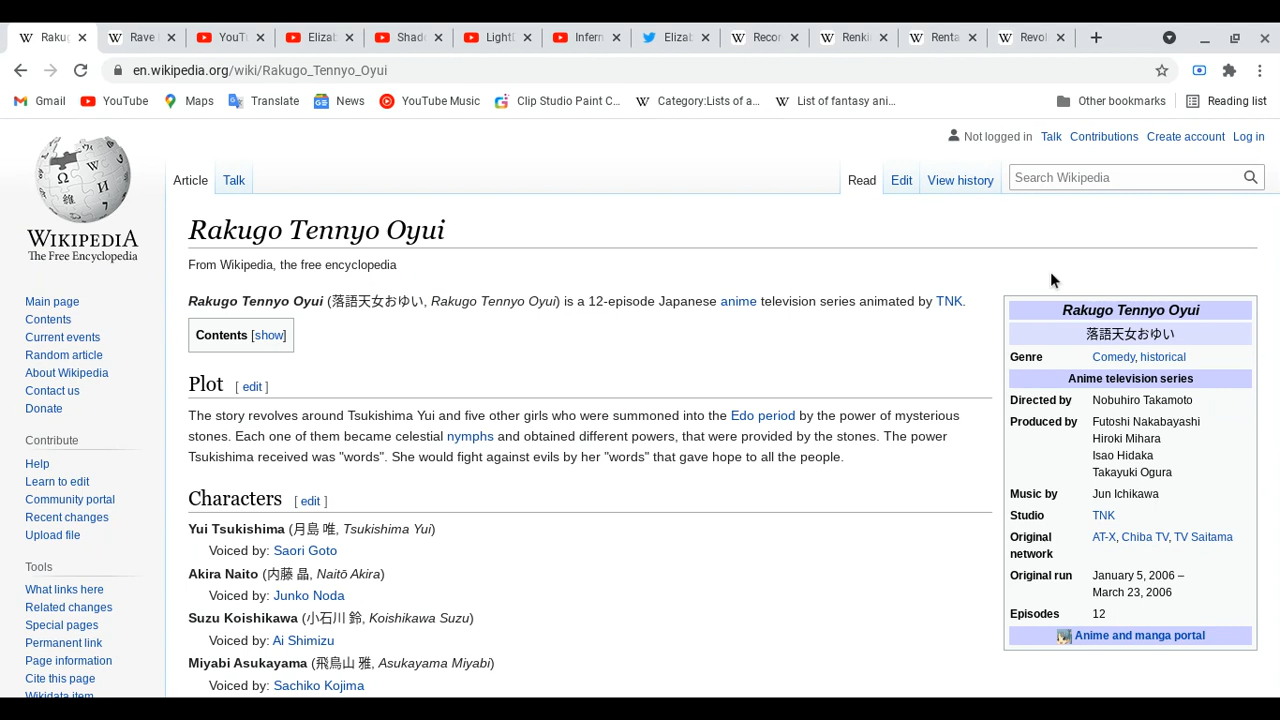 Rakug
Rave
YouT
Elizab
Shad
Light
Infern
Elizab
Recor
Renki
Renta
Revo
en.wikipedia.org/wiki/Rakugo_Tennyo_Oyui
Gmail YouTube Maps Translate News YouTube Music Clip Studio Paint C... Category:Lists of a... List of fantasy ani... Other bookmarks Reading list
Not logged in Talk Contributions Create account Log in
Article Talk Read Edit View history Search Wikipedia
WIKIPEDIA
The Free Encyclopedia
Main page
Contents
Current events
Random article
About Wikipedia
Contact us
Donate
Contribute
Help
Learn to edit
Community portal
Recent changes
Upload file
Tools
What links here
Related changes
Special pages
Permanent link
Page information
Cite this page
Wikidata item
Rakugo Tennyo Oyui
From Wikipedia, the free encyclopedia
Rakugo Tennyo Oyui (落語天女おゆい, Rakugo Tennyo Oyui) is a 12-episode Japanese anime television series animated by TNK.
Contents [show]
Plot [ edit ]
The story revolves around Tsukishima Yui and five other girls who were summoned into the Edo period by the power of mysterious
stones. Each one of them became celestial nymphs and obtained different powers, that were provided by the stones. The power
Tsukishima received was "words". She would fight against evils by her "words" that gave hope to all the people.
Characters [ edit ]
Yui Tsukishima (月島 唯, Tsukishima Yui)
Voiced by: Saori Goto
Akira Naito (内藤 晶, Naitō Akira)
Voiced by: Junko Noda
Suzu Koishikawa (小石川 鈴, Koishikawa Suzu)
Voiced by: Ai Shimizu
Miyabi Asukayama (飛鳥山 雅, Asukayama Miyabi)
Voiced by: Sachiko Kojima
Rakugo Tennyo Oyui
落語天女おゆい
Genre Comedy, historical
Anime television series
Directed by Nobuhiro Takamoto
Produced by Futoshi Nakabayashi
Hiroki Mihara
Isao Hidaka
Takayuki Ogura
Music by Jun Ichikawa
Studio TNK
Original AT-X, Chiba TV, TV Saitama
network
Original run January 5, 2006 –
March 23, 2006
Episodes 12
Anime and manga portal